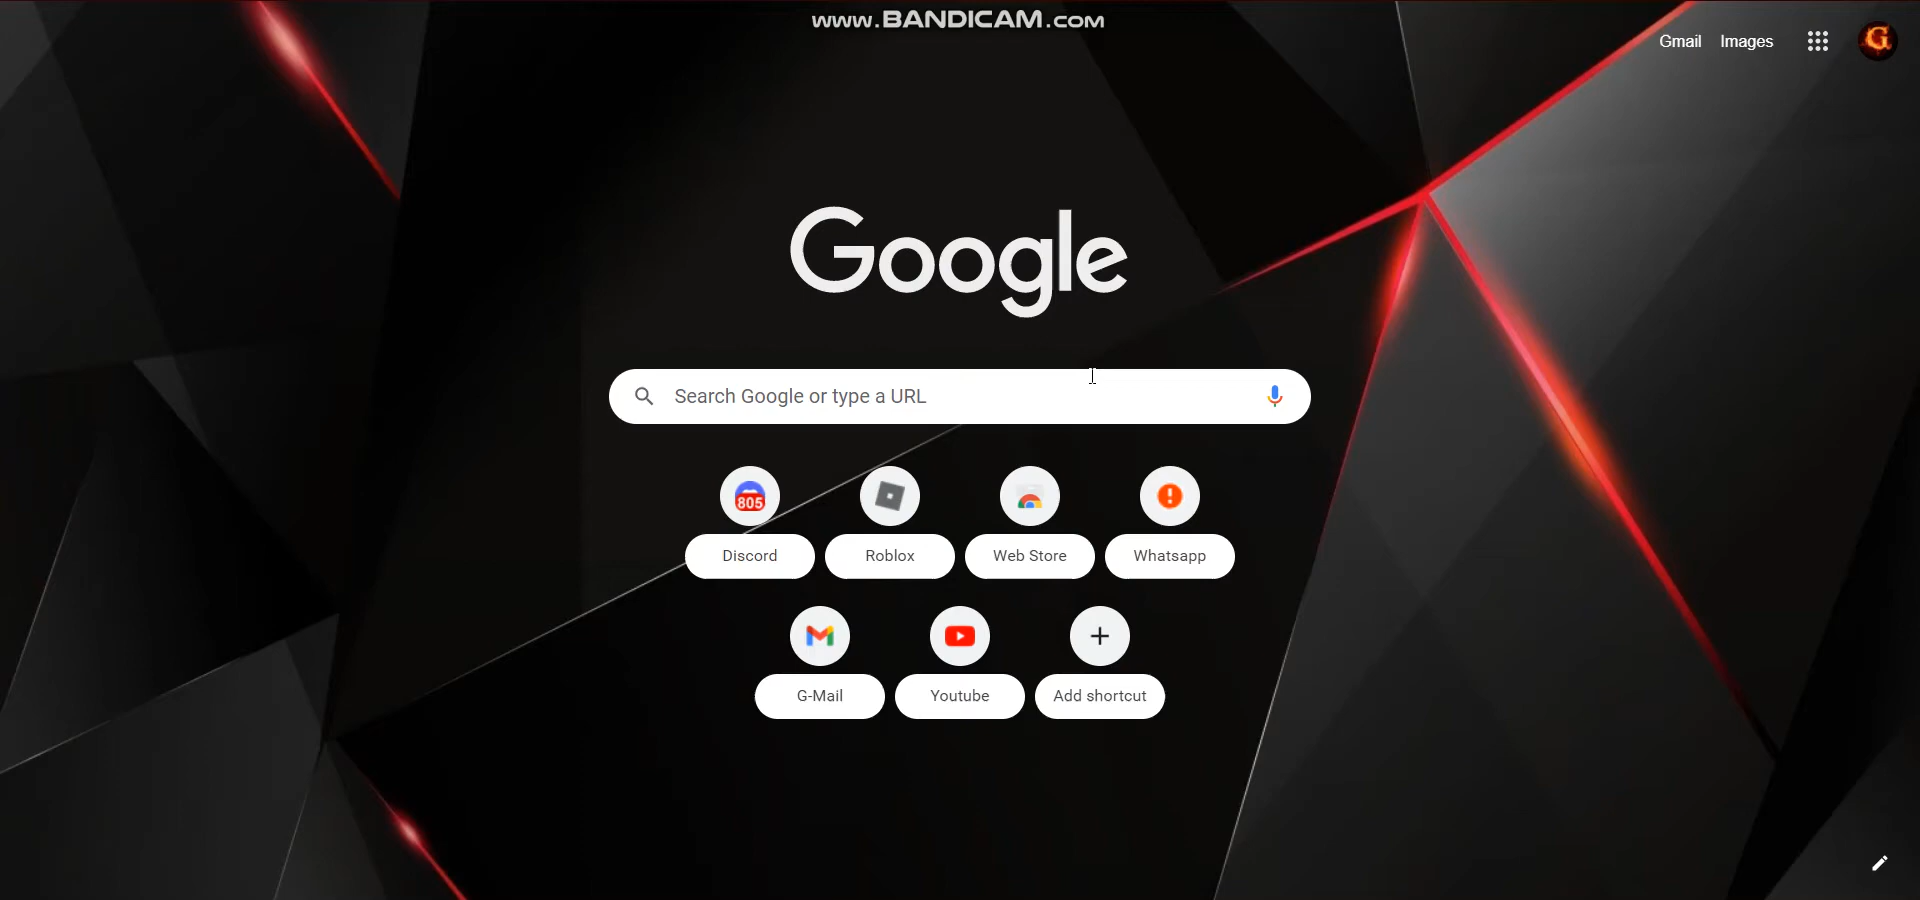 www.BANDICAM.com
Gmail Images
G
Google
Search Google or type a URL
805
Discord Roblox Web Store Whatsapp
G-Mail Youtube Add shortcut